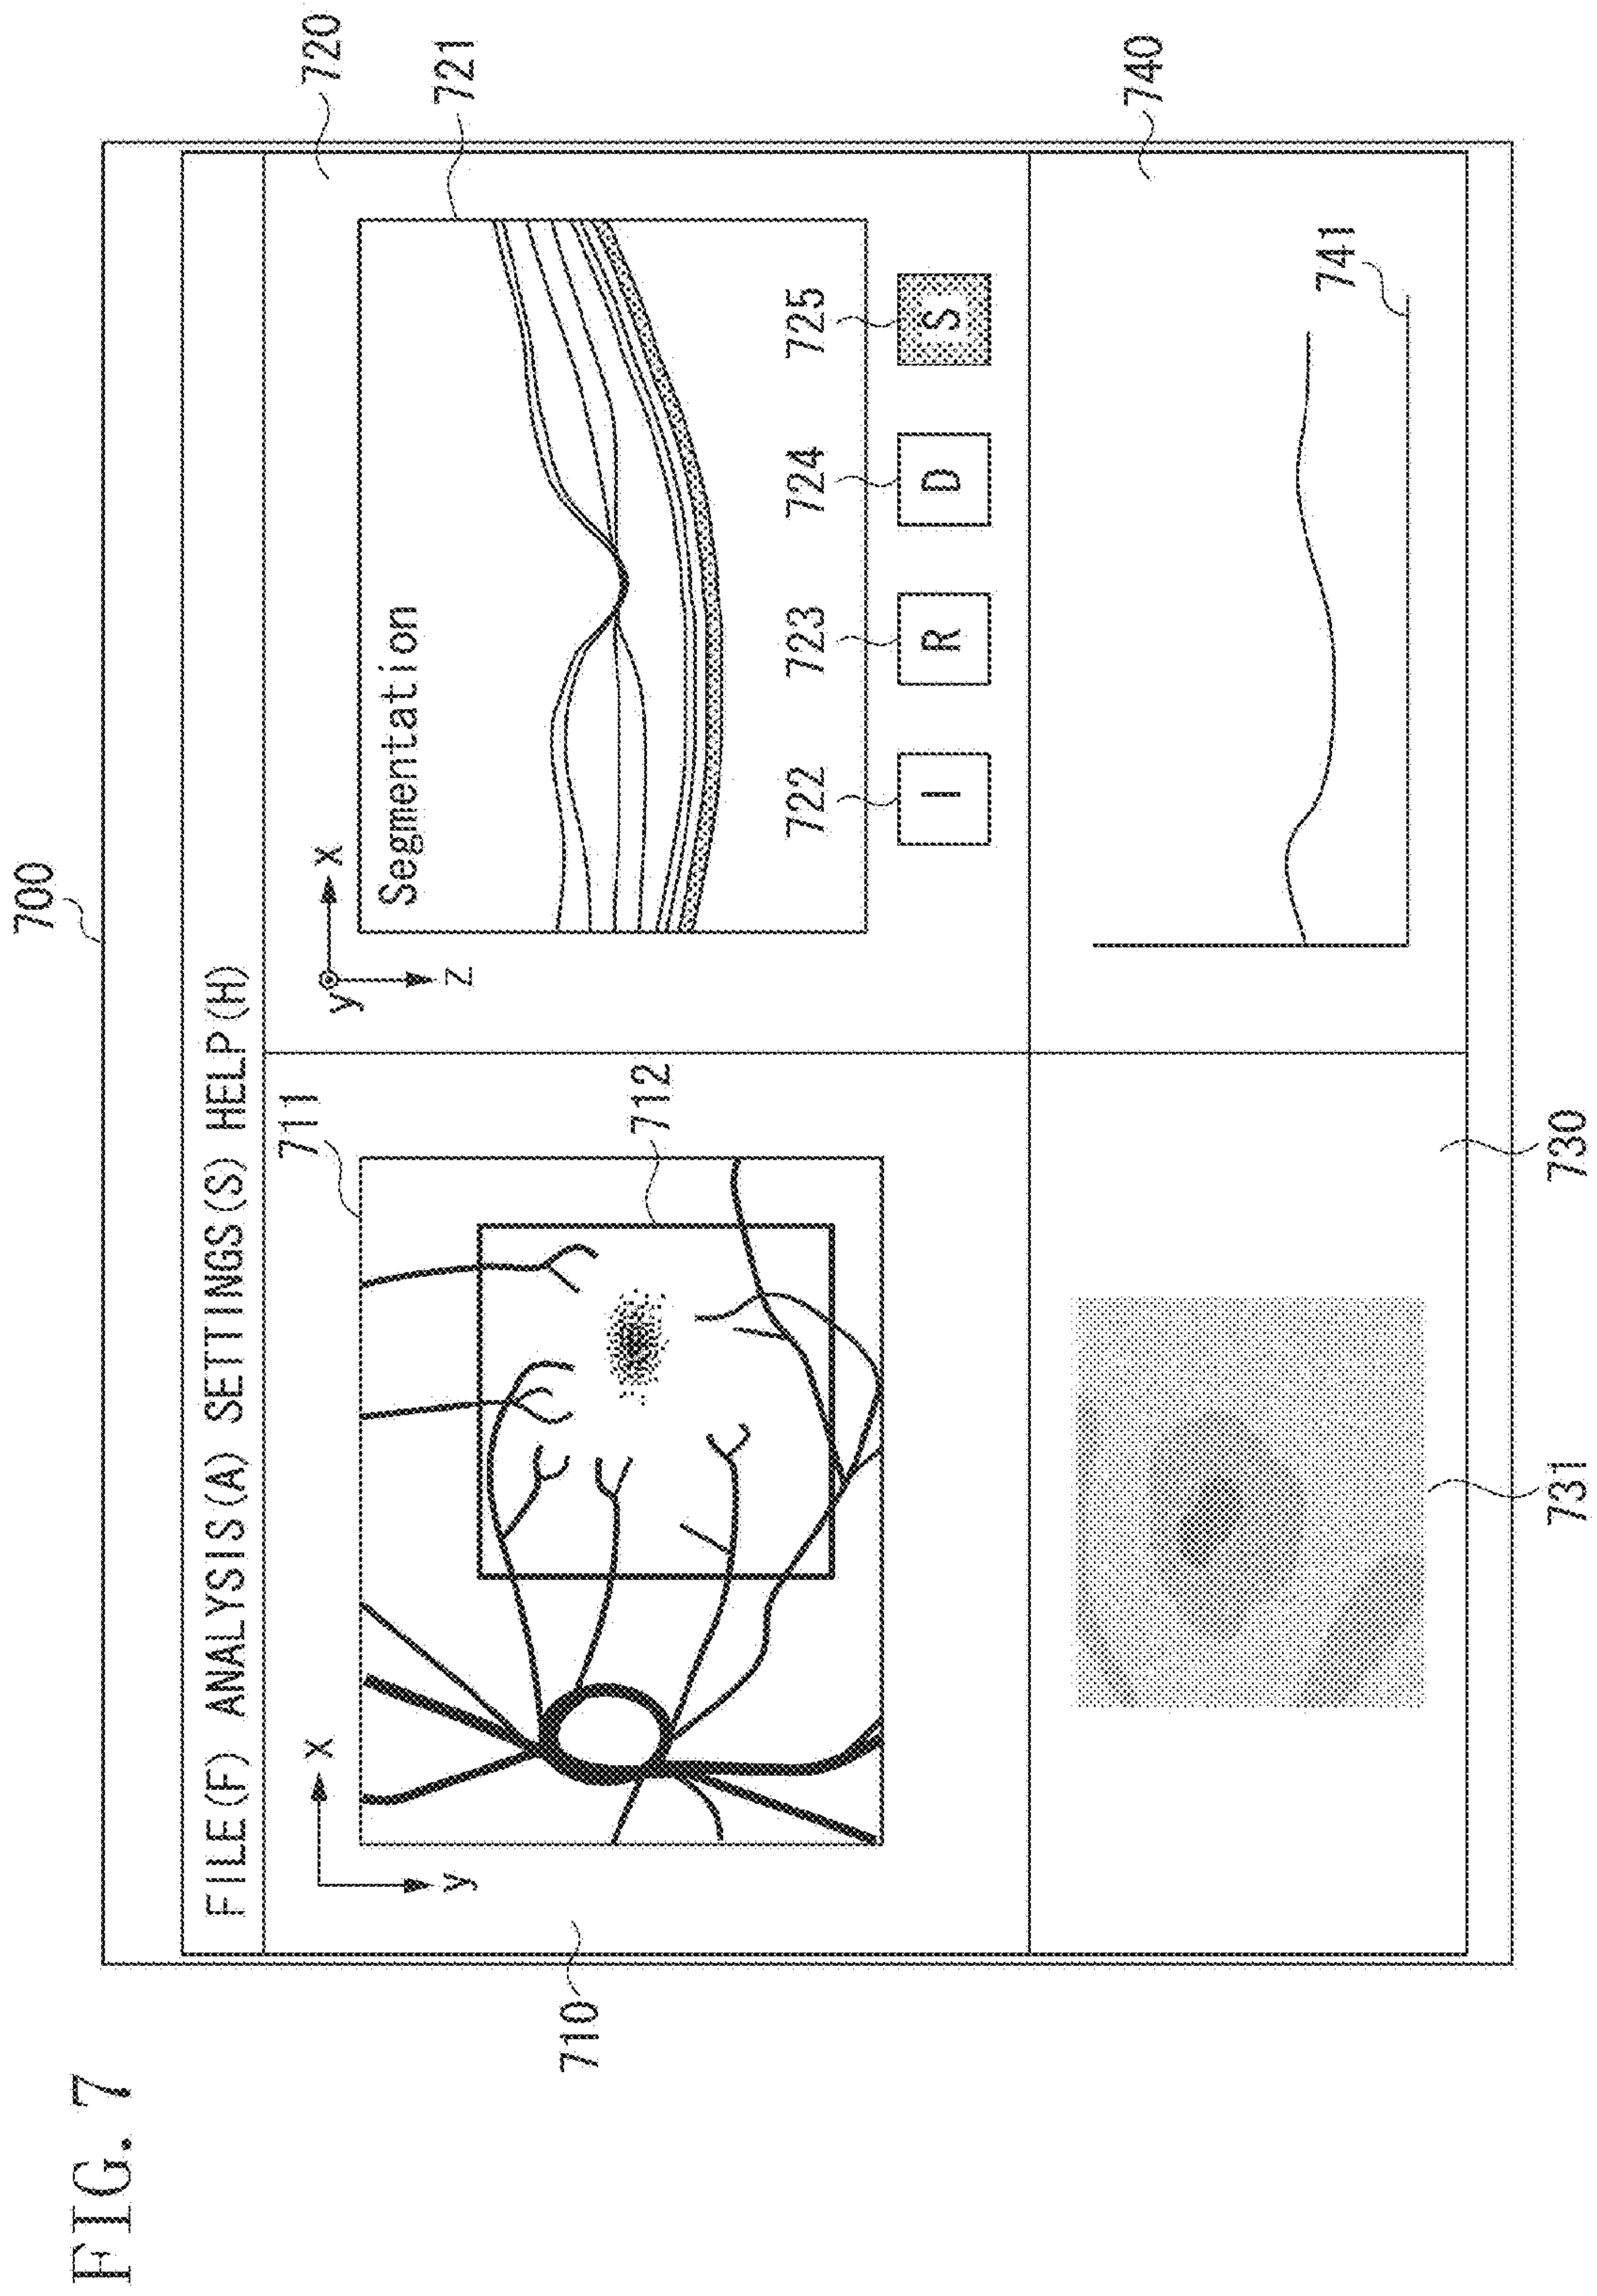 FIG. 7
700
FILE(F) ANALYSIS(A) SETTINGS(S) HELP(H)
711
x
y
710
712
y
x
z
720
Segmentation
721
722
723
724
725
I
R
D
S
740
741
731
730